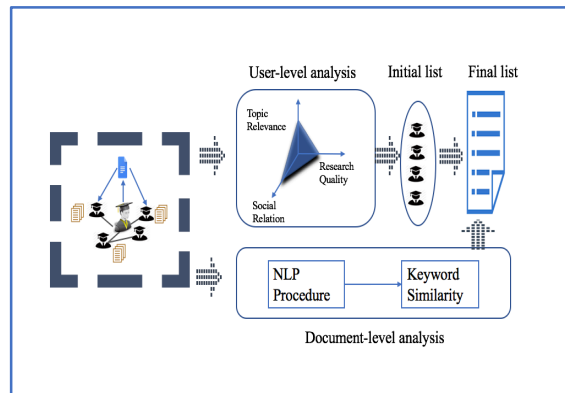 User-level analysis
Initial list
Final list
Topic
Relevance
Research
Quality
Social
Relation
NLP
Procedure
Keyword
Similarity
Document-level analysis